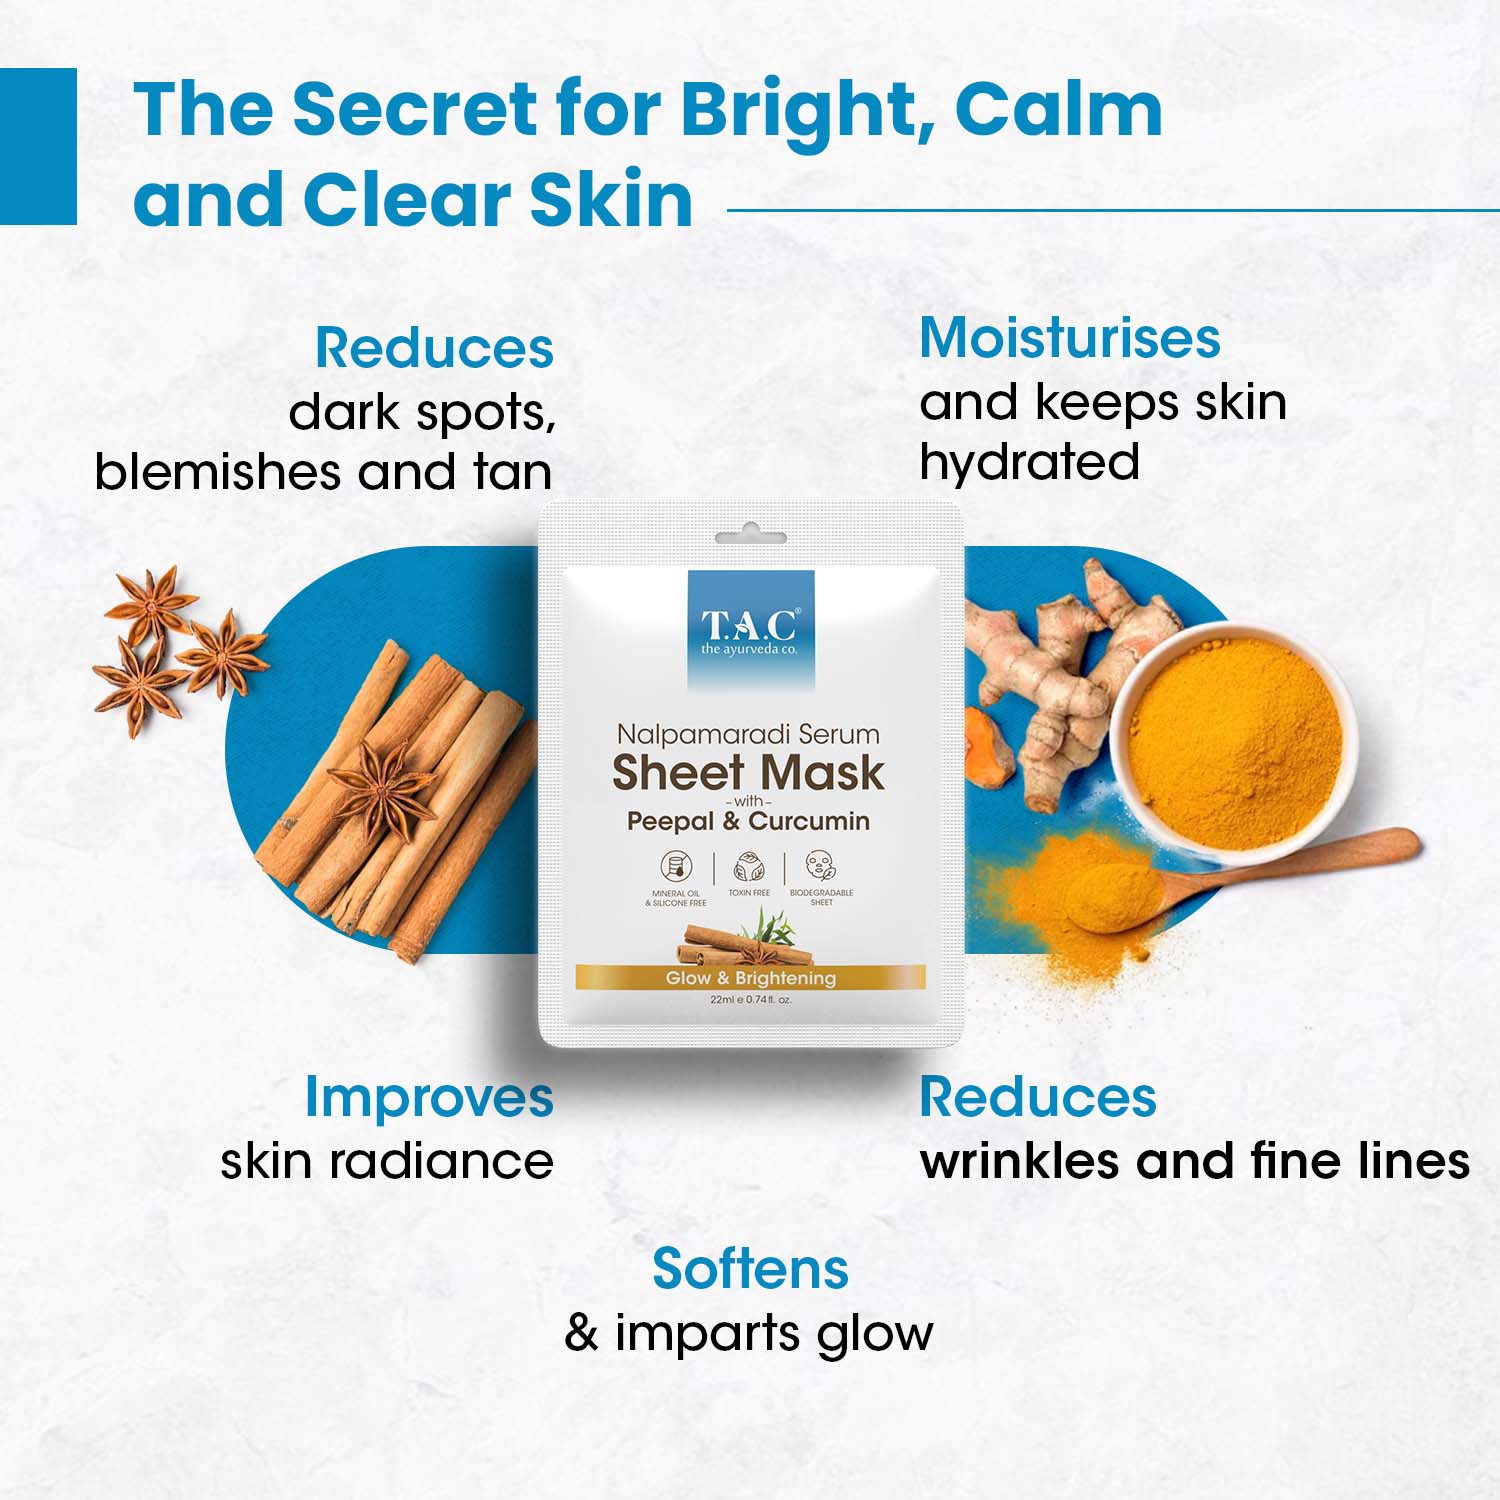 The Secret for Bright, Calm
and Clear Skin
Reduces
dark spots,
blemishes and tan
Moisturises
and keeps skin
hydrated
T.A.C®
the ayurveda co.
Nalpamaradi Serum
Sheet Mask
- with -
Peepal & Curcumin
MINERAL OIL
& SILICONE FREE
TOXIN FREE
BIODEGRADABLE
SHEET
Glow & Brightening
22ml e 0.74 fl. oz.
Improves
skin radiance
Reduces
wrinkles and fine lines
Softens
& imparts glow